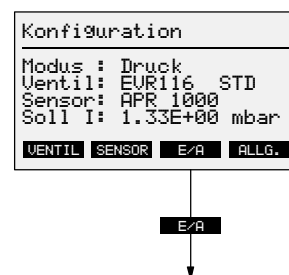 Konfiguration
Modus : Druck
Ventil: EVR116 STD
Sensor: APR 1000
Soll I: 1.33E+00 mbar
VENTIL SENSOR E/A ALLG.
E/A